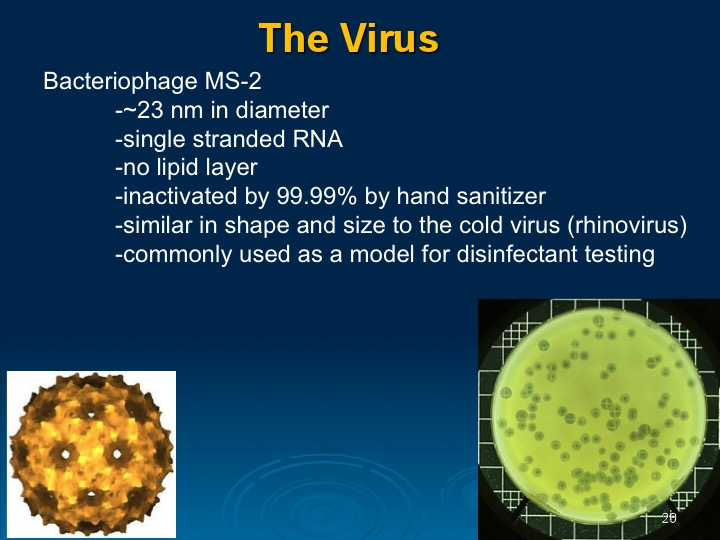 The Virus
Bacteriophage MS-2
-~23 nm in diameter
-single stranded RNA
-no lipid layer
-inactivated by 99.99% by hand sanitizer
-similar in shape and size to the cold virus (rhinovirus)
-commonly used as a model for disinfectant testing
20